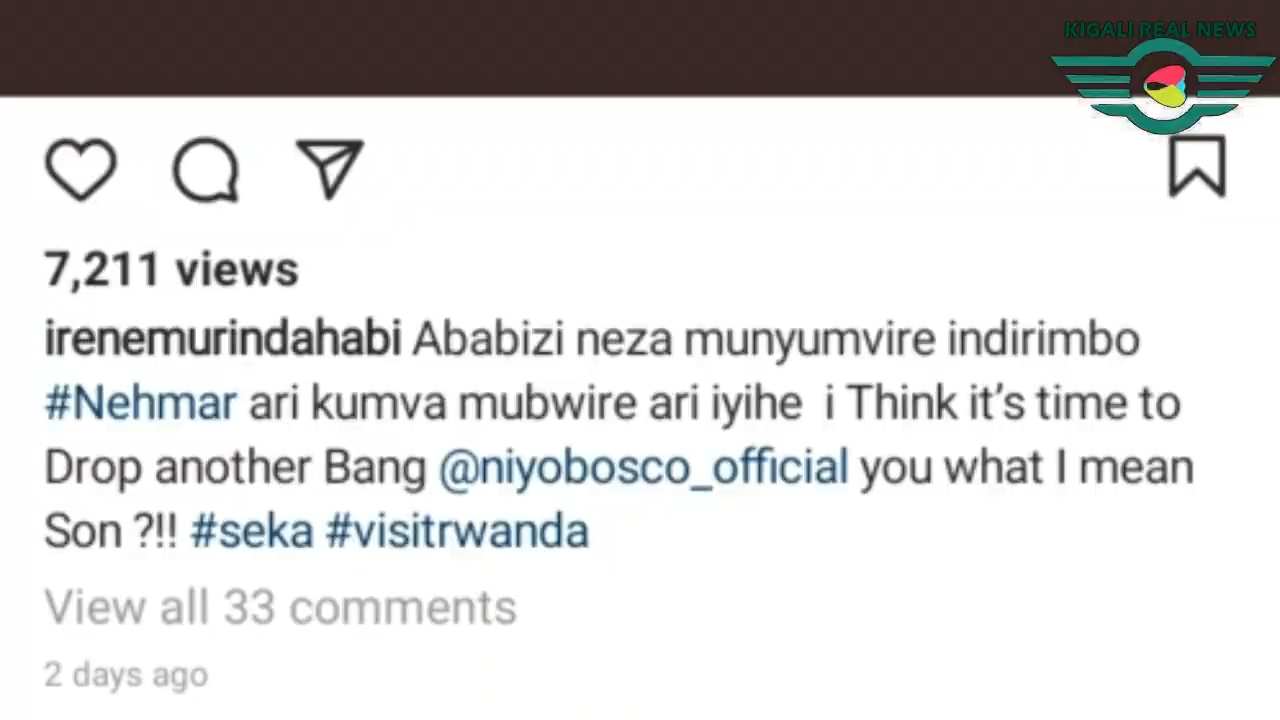 KIGALI REAL NEWS
7,211 views
irenemurindahabi Ababizi neza munyumvire indirimbo
#Nehmar ari kumva mubwire ari iyihe i Think it's time to
Drop another Bang @niyobosco_official you what I mean
Son ?!! #seka #visitrwanda
View all 33 comments
2 days ago